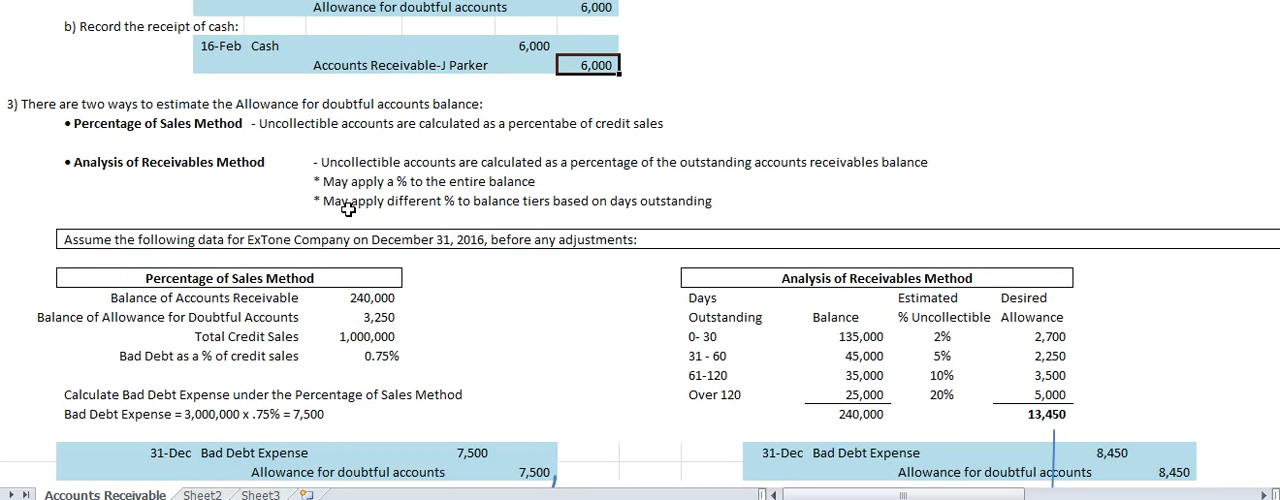 Allowance for doubtful accounts 6,000
b) Record the receipt of cash:
16-Feb Cash 6,000
Accounts Receivable-J Parker 6,000
3) There are two ways to estimate the Allowance for doubtful accounts balance:
• Percentage of Sales Method - Uncollectible accounts are calculated as a percentabe of credit sales
• Analysis of Receivables Method - Uncollectible accounts are calculated as a percentage of the outstanding accounts receivables balance
* May apply a % to the entire balance
* May apply different % to balance tiers based on days outstanding
Assume the following data for ExTone Company on December 31, 2016, before any adjustments:
Percentage of Sales Method
Balance of Accounts Receivable 240,000
Balance of Allowance for Doubtful Accounts 3,250
Total Credit Sales 1,000,000
Bad Debt as a % of credit sales 0.75%
Calculate Bad Debt Expense under the Percentage of Sales Method
Bad Debt Expense = 3,000,000 x .75% = 7,500
31-Dec Bad Debt Expense 7,500
Allowance for doubtful accounts 7,500
Analysis of Receivables Method
Days Estimated Desired
Outstanding Balance % Uncollectible Allowance
0- 30 135,000 2% 2,700
31 - 60 45,000 5% 2,250
61-120 35,000 10% 3,500
Over 120 25,000 20% 5,000
240,000 13,450
31-Dec Bad Debt Expense 8,450
Allowance for doubtful accounts 8,450
Accounts Receivable Sheet2 Sheet3